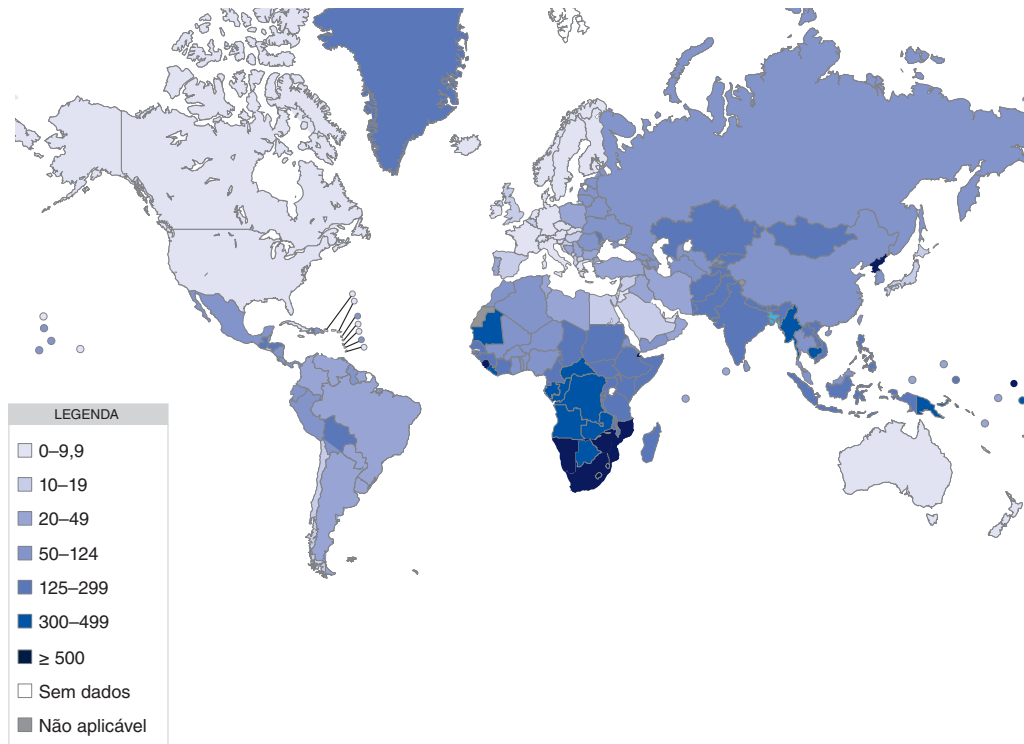 LEGENDA
0–9,9
10–19
20–49
50–124
125–299
300–499
≥ 500
Sem dados
Não aplicável